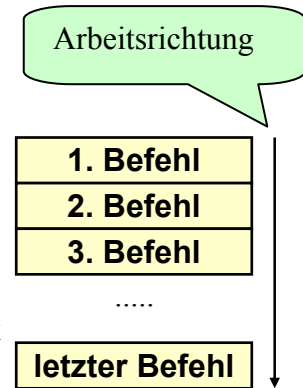 Arbeitsrichtung
1. Befehl
2. Befehl
3. Befehl
.....
letzter Befehl